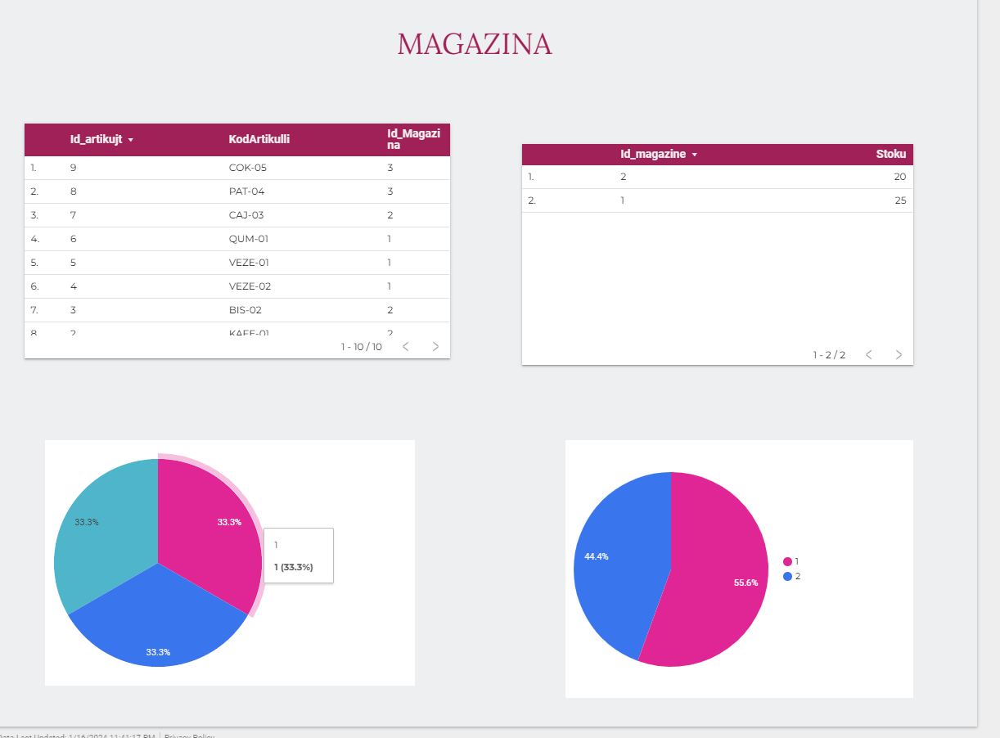 MAGAZINA
Id_artikujt KodArtikulli Id_Magazi
na
1. 9 COK-05 3
2. 8 PAT-04 3
3. 7 CAJ-03 2
4. 6 QUM-01 1
5. 5 VEZE-01 1
6. 4 VEZE-02 1
7. 3 BIS-02 2
8. 2 KAFE-01 2
1 - 10 / 10
Id_magazine Stoku
1. 2 20
2. 1 25
1 - 2 / 2
33.3%
33.3%
33.3%
1
1 (33.3%)
44.4%
55.6%
1
2
Data Last Updated: 1/16/2024 11:41:17 PM Privacy Policy